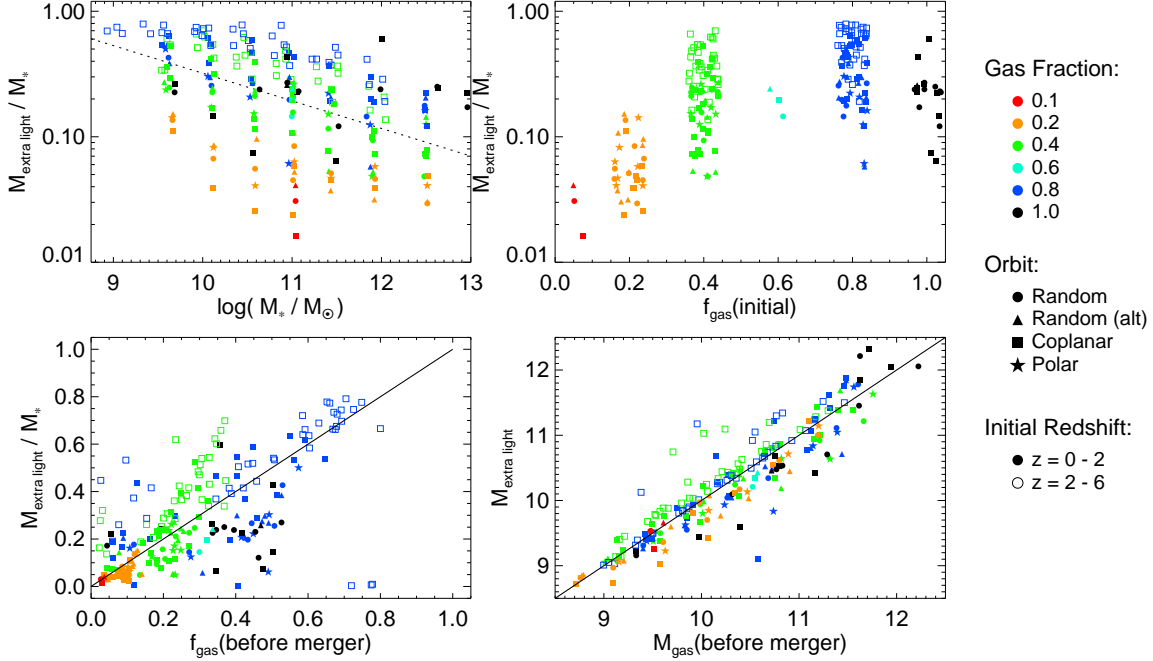 1.00
0.10
0.01
M_extra light / M_*
9 10 11 12 13
log( M_* / M_☉)
1.00
0.10
0.01
M_extra light / M_*
0.0 0.2 0.4 0.6 0.8 1.0
f_gas(initial)
1.0
0.8
0.6
0.4
0.2
0.0
M_extra light / M_*
0.0 0.2 0.4 0.6 0.8 1.0
f_gas(before merger)
12
11
10
9
M_extra light
9 10 11 12
M_gas(before merger)
Gas Fraction:
0.1
0.2
0.4
0.6
0.8
1.0
Orbit:
Random
Random (alt)
Coplanar
Polar
Initial Redshift:
z = 0 - 2
z = 2 - 6